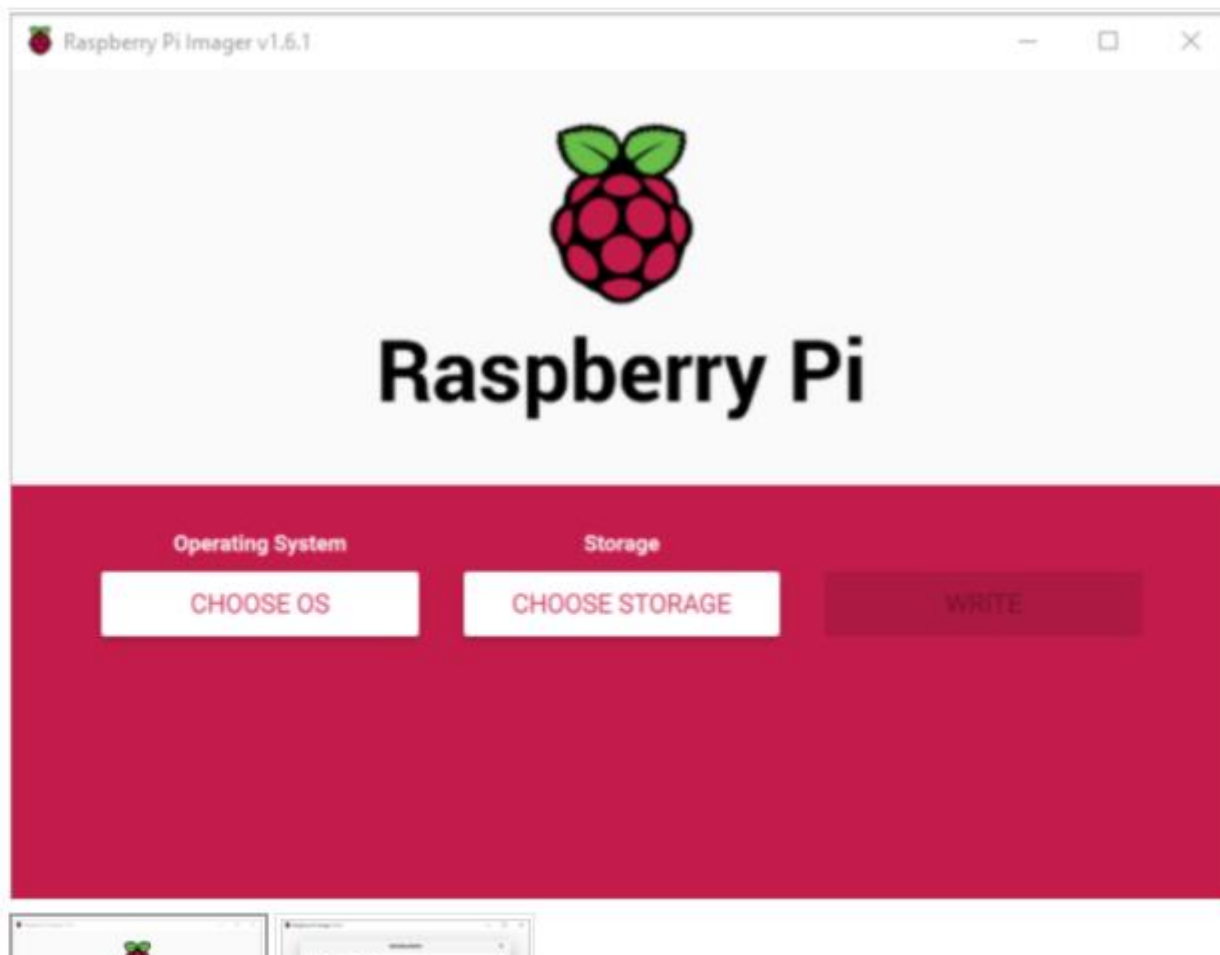 Raspberry Pi Imager v1.6.1
Raspberry Pi
Operating System
Storage
CHOOSE OS
CHOOSE STORAGE
WRITE